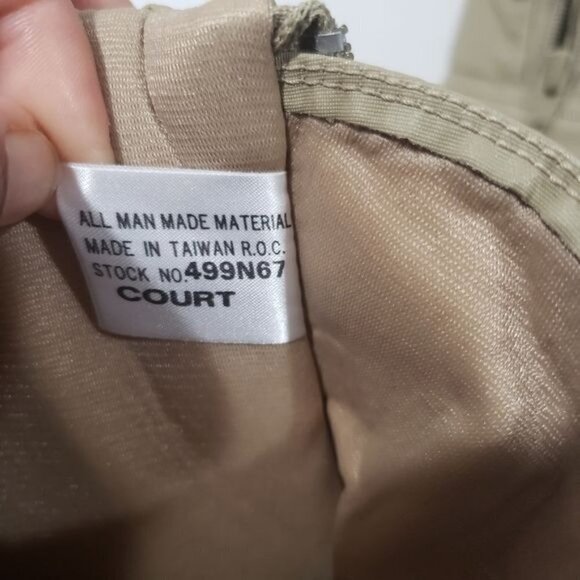 ALL MAN MADE MATERIAL
MADE IN TAIWAN R.O.C.
STOCK NO.499N67
COURT